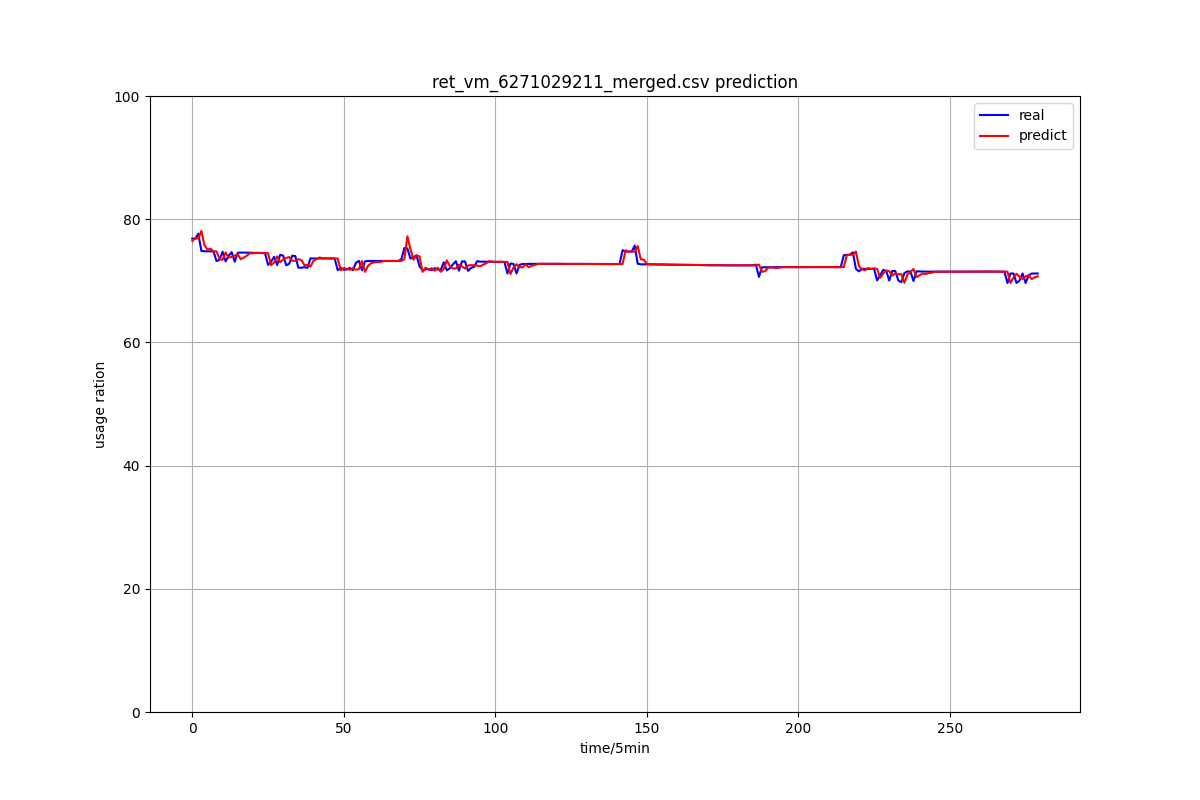 ret_vm_6271029211_merged.csv prediction
100
80
60
40
20
0
usage ration
0 50 100 150 200 250
time/5min
real
predict